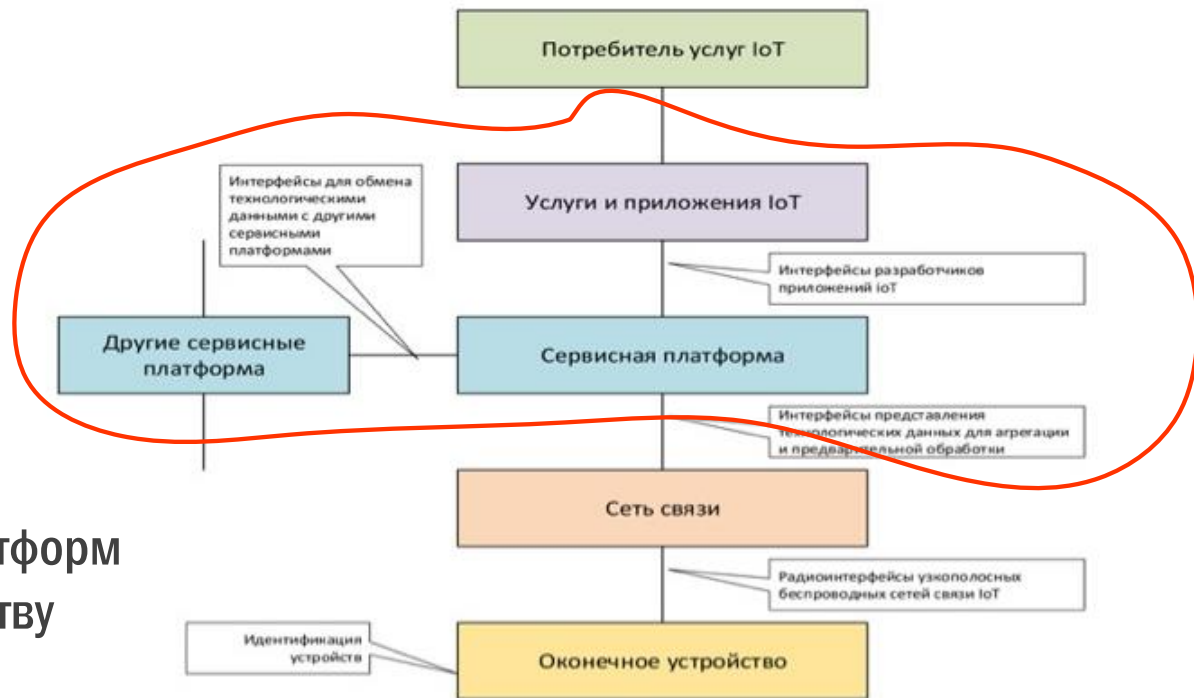 Потребитель услуг IoT
Интерфейсы для обмена
технологическими
данными с другими
сервисными
платформами
Услуги и приложения IoT
Интерфейсы разработчиков
приложений IoT
Другие сервисные
платформа
Сервисная платформа
Интерфейсы представления
технологических данных для агрегации
и предварительной обработки
Сеть связи
тформ
тву
Радиоинтерфейсы узкополосных
беспроводных сетей связи IoT
Идентификация
устройств
Оконечное устройство